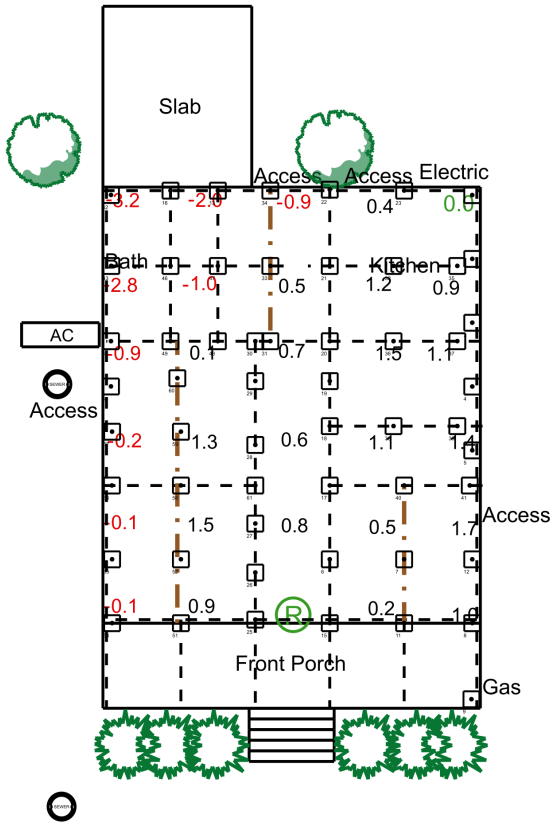 Slab
Access Access Electric
-3.2 -2.0 -0.9 0.4 0.0
Bath Kitchen
-2.8 -1.0 0.5 1.2 0.9
AC
-0.9 0.1 0.7 1.5 1.1
SEWER
Access
-0.2 1.3 0.6 1.1 1.4
-0.1 1.5 0.8 0.5 1.7 Access
-0.1 0.9 R 0.2 1.0
Front Porch
Gas
SEWER